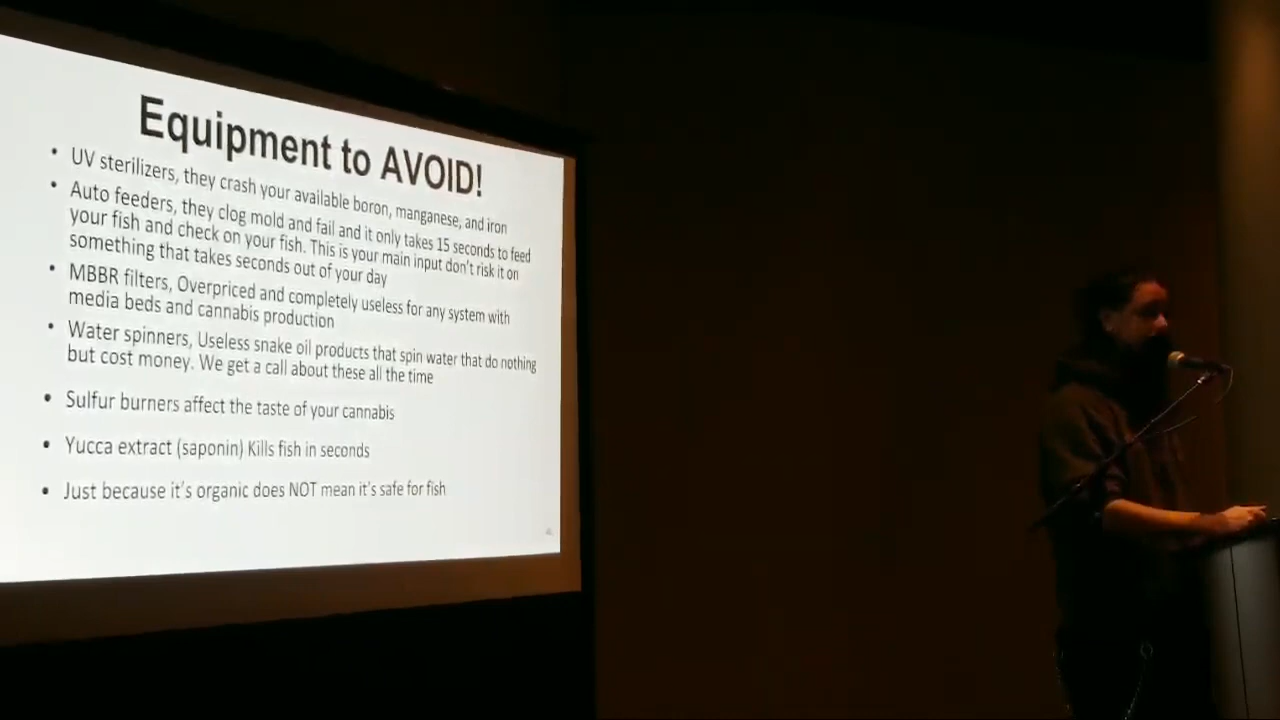 Equipment to AVOID!
• UV sterilizers, they crash your available boron, manganese, and iron
• Auto feeders, they clog mold and fail and it only takes 15 seconds to feed
your fish and check on your fish. This is your main input don't risk it on
something that takes seconds out of your day
• MBBR filters, Overpriced and completely useless for any system with
media beds and cannabis production
• Water spinners, Useless snake oil products that spin water that do nothing
but cost money. We get a call about these all the time
• Sulfur burners affect the taste of your cannabis
• Yucca extract (saponin) Kills fish in seconds
• Just because it's organic does NOT mean it's safe for fish